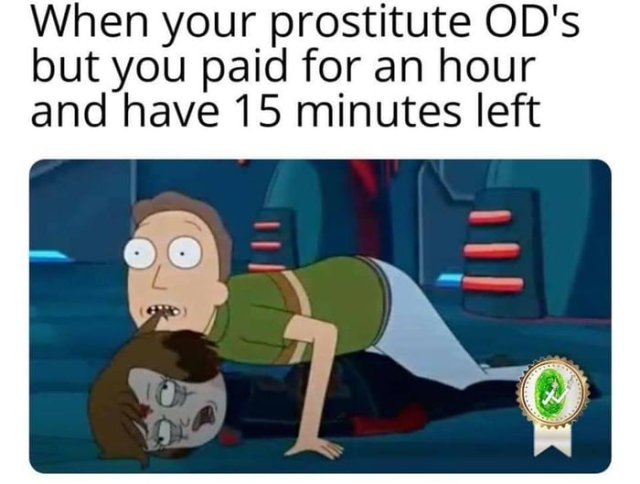 When your prostitute OD's
but you paid for an hour
and have 15 minutes left